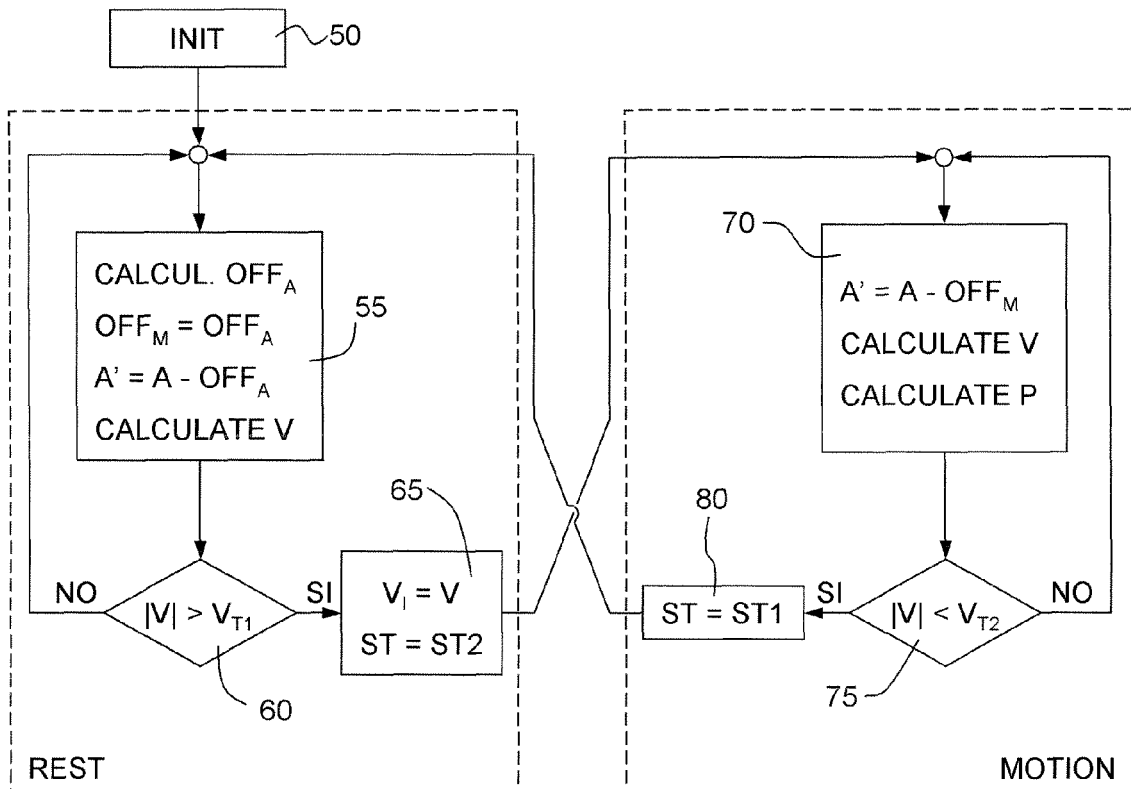 INIT
50
CALCUL. OFF_A
OFF_M = OFF_A
A' = A - OFF_A
CALCULATE V
55
NO
|V| > V_T1
SI
60
65
V_I = V
ST = ST2
REST
70
A' = A - OFF_M
CALCULATE V
CALCULATE P
80
ST = ST1
SI
|V| < V_T2
NO
75
MOTION